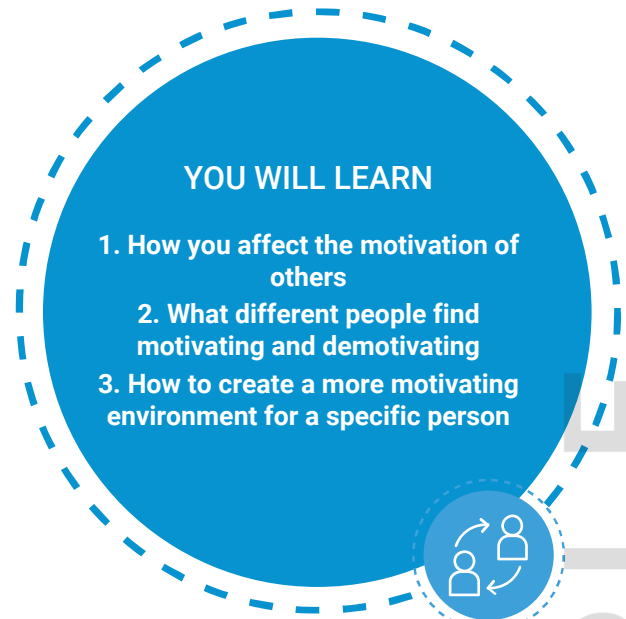 YOU WILL LEARN
1. How you affect the motivation of
others
2. What different people find
motivating and demotivating
3. How to create a more motivating
environment for a specific person